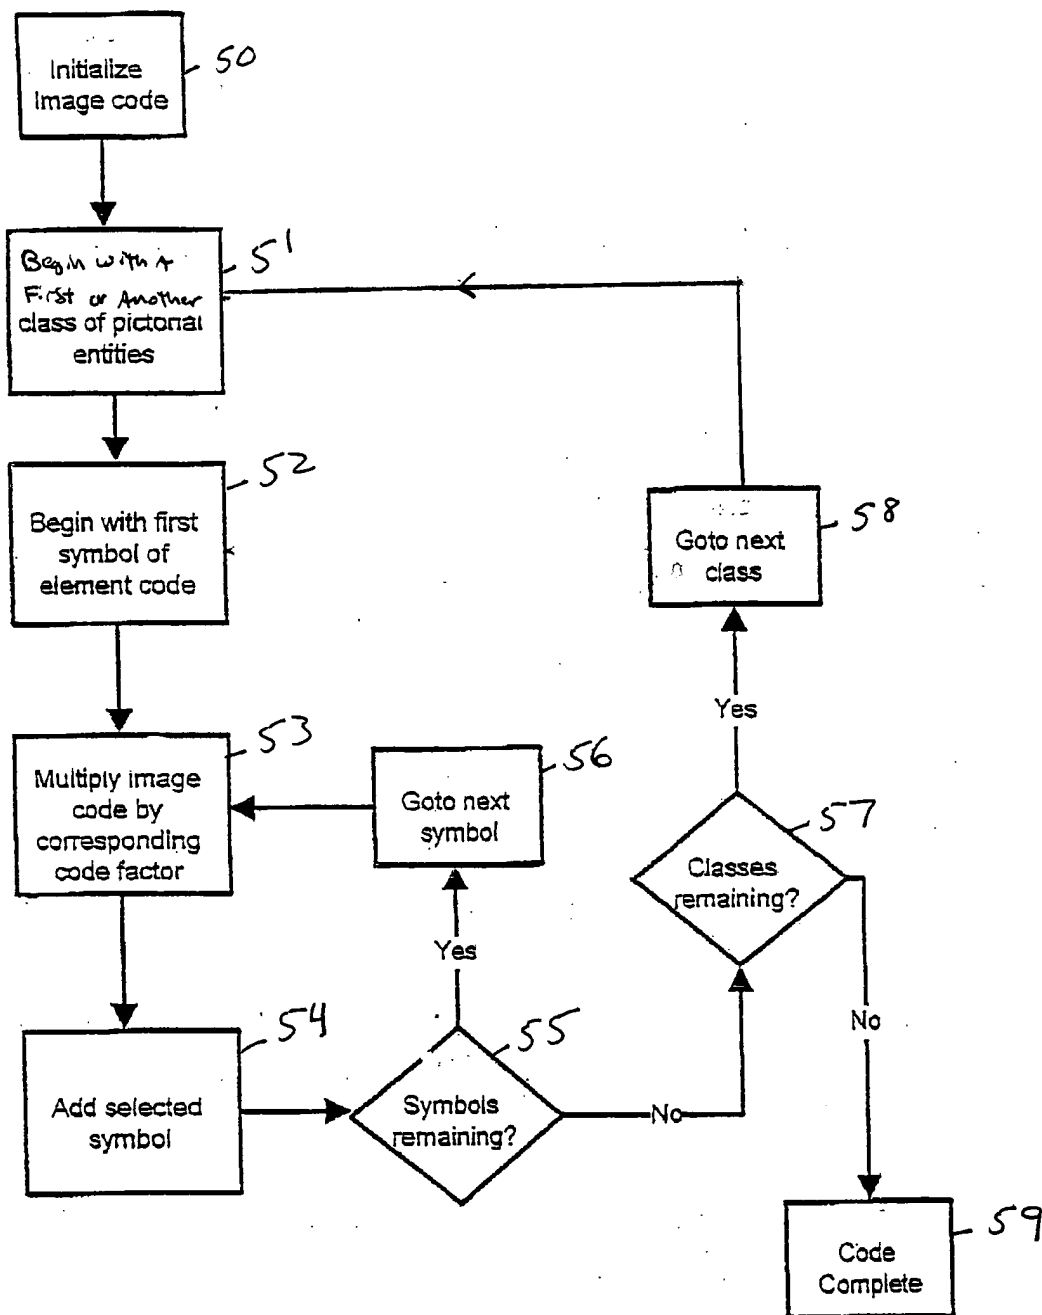 Initialize
Image code
50
Begin with A
First or Another
class of pictorial
entities
51
Begin with first
symbol of
element code
52
Multiply image
code by
corresponding
code factor
53
Goto next
symbol
56
Yes
Add selected
symbol
54
Symbols
remaining?
55
No
Classes
remaining?
57
Yes
Goto next
class
58
No
Code
Complete
59